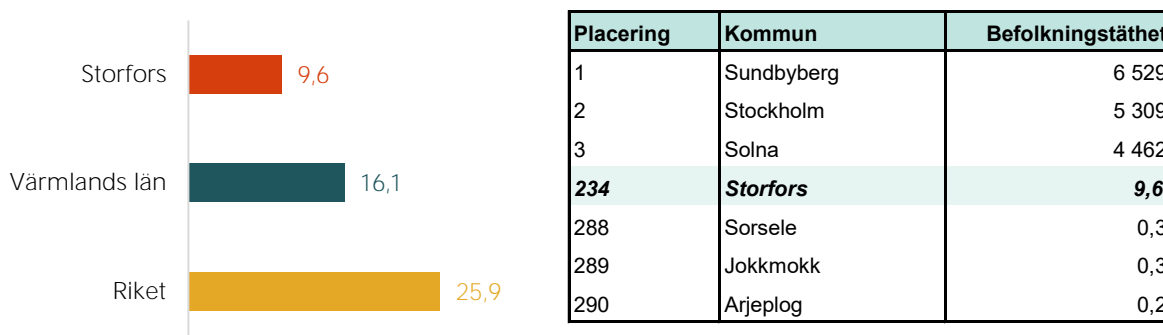 Storfors 9,6
Värmlands län 16,1
Riket 25,9
Placering Kommun Befolkningstäthet
1 Sundbyberg 6 529
2 Stockholm 5 309
3 Solna 4 462
234 Storfors 9,6
288 Sorsele 0,3
289 Jokkmokk 0,3
290 Arjeplog 0,2